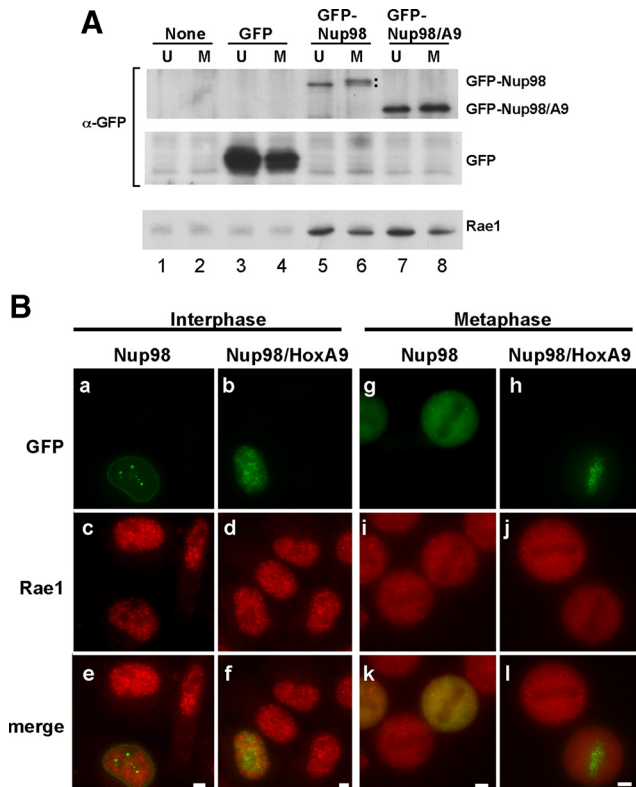 A
None GFP GFP-Nup98 GFP-Nup98/A9
U M U M U M U M
α-GFP
GFP-Nup98
GFP-Nup98/A9
GFP
Rae1
1 2 3 4 5 6 7 8
B
Interphase Metaphase
Nup98 Nup98/HoxA9 Nup98 Nup98/HoxA9
GFP a b g h
Rae1 c d i j
merge e f k l